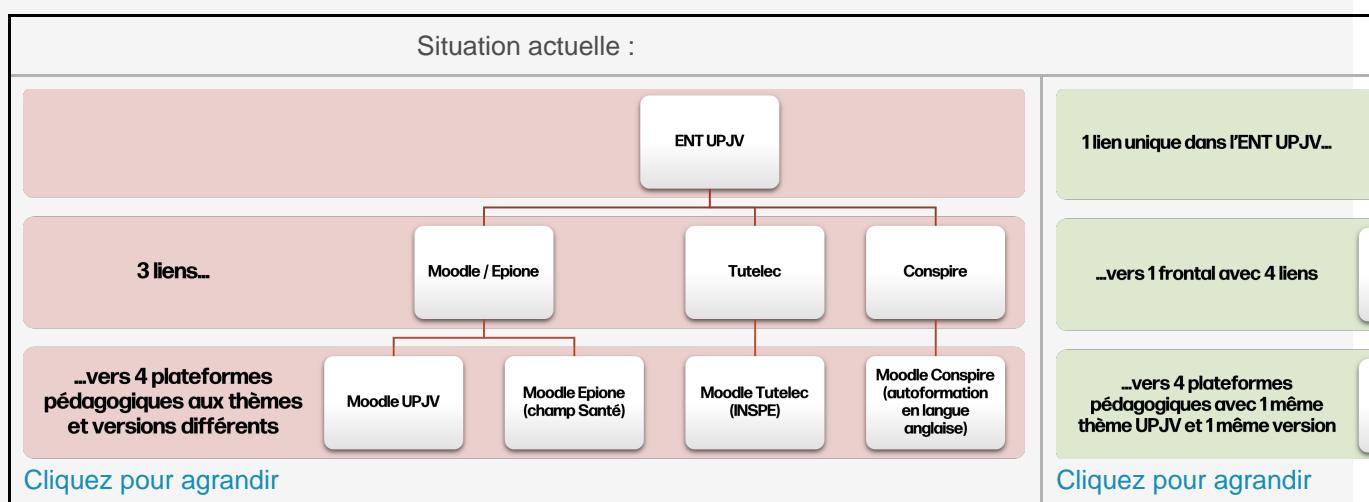 Situation actuelle :
ENT UPJV
3 liens...
Moodle / Epione
Tutelec
Conspire
...vers 4 plateformes
pédagogiques aux thèmes
et versions différents
Moodle UPJV
Moodle Epione
(champ Santé)
Moodle Tutelec
(INSPE)
Moodle Conspire
(autoformation
en langue
anglaise)
Cliquez pour agrandir
1 lien unique dans l'ENT UPJV...
...vers 1 frontal avec 4 liens
...vers 4 plateformes
pédagogiques avec 1 même
thème UPJV et 1 même version
Cliquez pour agrandir